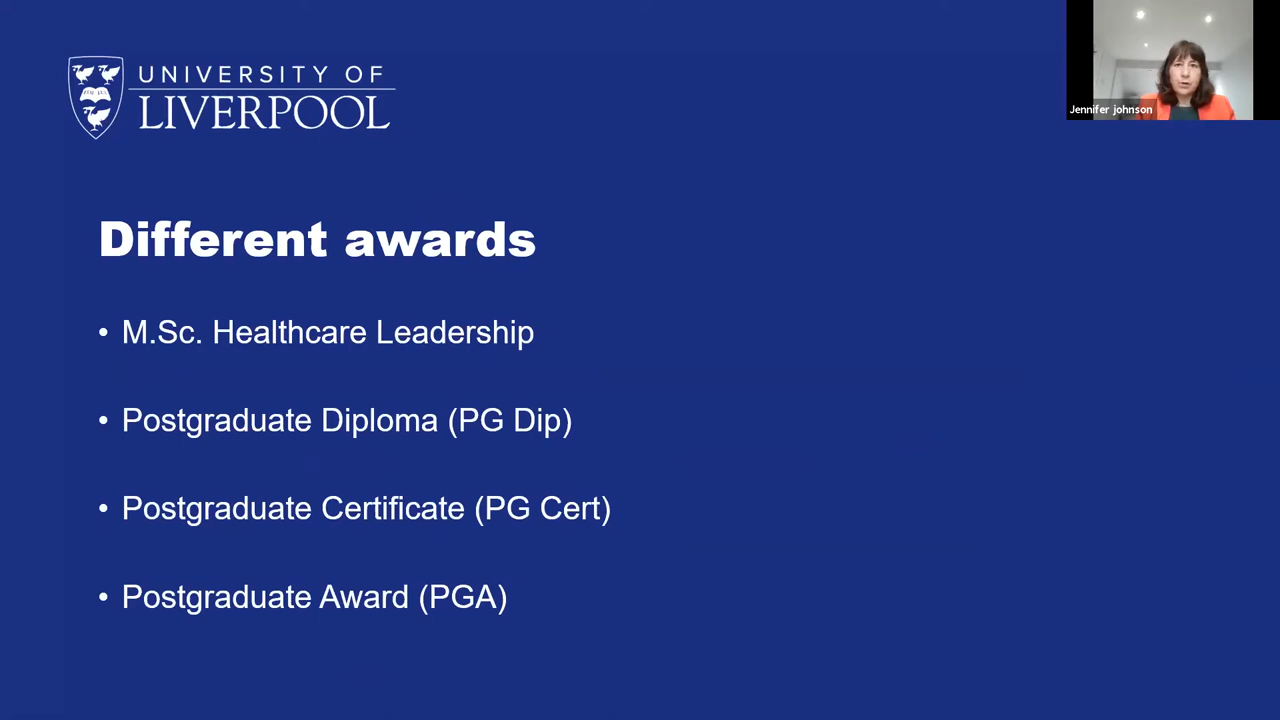 UNIVERSITY OF
LIVERPOOL
Jennifer johnson
Different awards
• M.Sc. Healthcare Leadership
• Postgraduate Diploma (PG Dip)
• Postgraduate Certificate (PG Cert)
• Postgraduate Award (PGA)